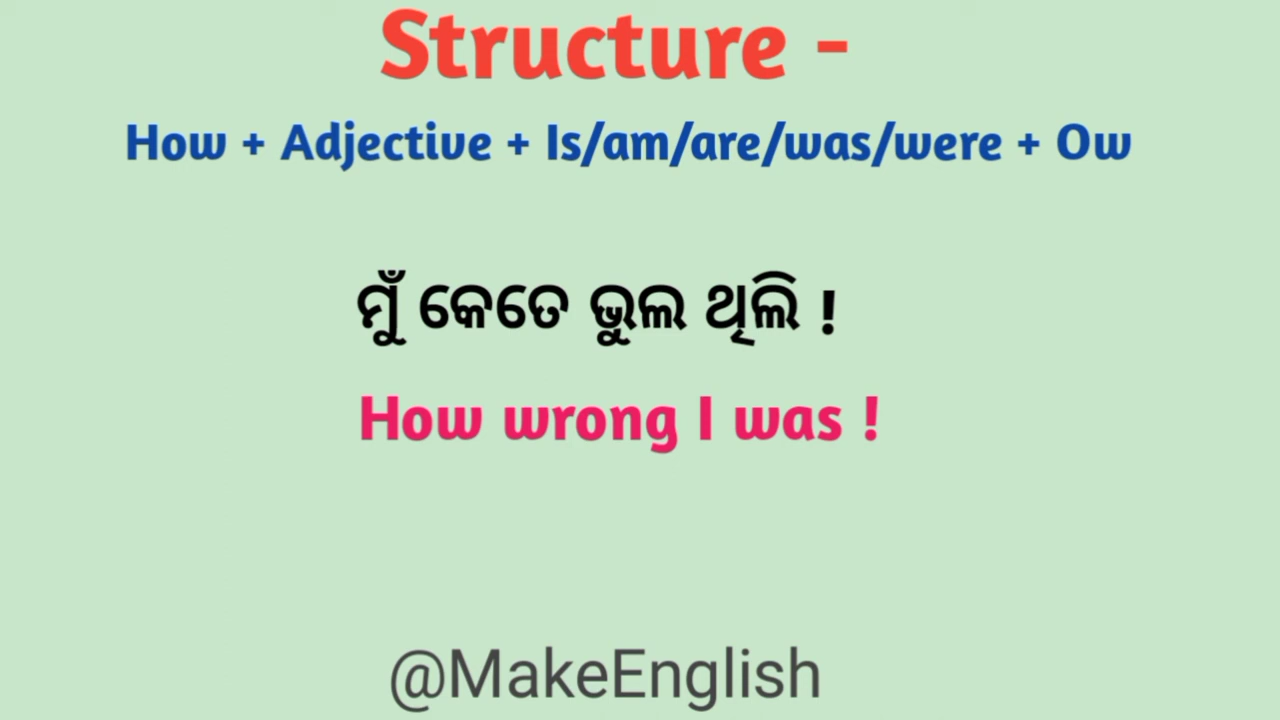 Structure -
How + Adjective + Is/am/are/was/were + Ow
ମୁଁ କେତେ ଭୁଲ ଥିଲି !
How wrong I was !
@MakeEnglish